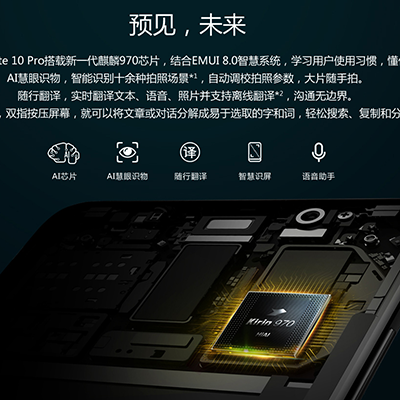 预见，未来
te 10 Pro搭载新一代麒麟970芯片，结合EMUI 8.0智慧系统，学习用户使用习惯，懂
AI慧眼识物，智能识别十余种拍照场景*1，自动调校拍照参数，大片随手拍。
随行翻译，实时翻译文本、语音、照片并支持离线翻译*2，沟通无边界。
，双指按压屏幕，就可以将文章或对话分解成易于选取的字和词，轻松搜索、复制和分
译
AI芯片 AI慧眼识物 随行翻译 智慧识屏 语音助手
Kirin 970
HiAI